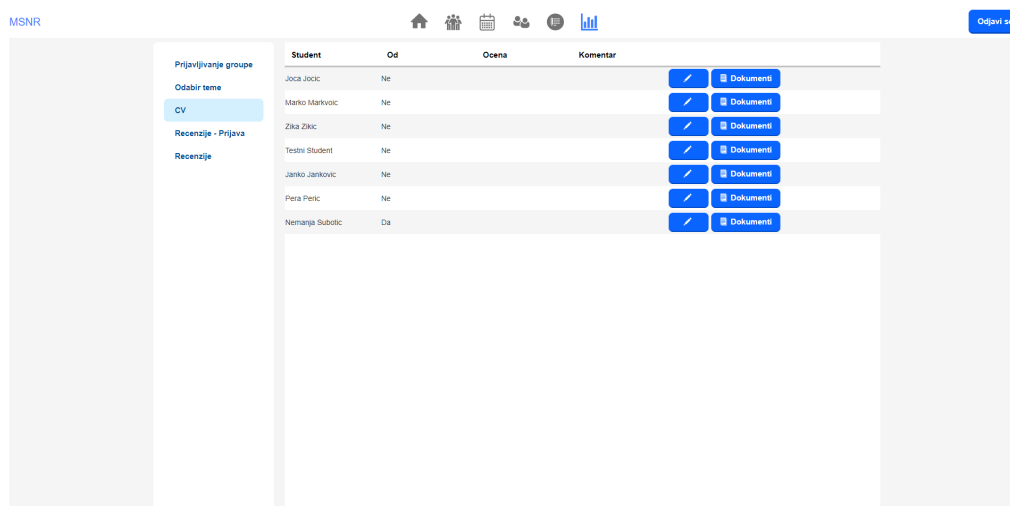 MSNR
Odjavi s
Prijavljivanje groupe
Odabir teme
CV
Recenzije - Prijava
Recenzije
Student Od Ocena Komentar
Joca Jocic Ne Dokumenti
Marko Markvoic Ne Dokumenti
Zika Zikic Ne Dokumenti
Testni Student Ne Dokumenti
Janko Jankovic Ne Dokumenti
Pera Peric Ne Dokumenti
Nemanja Subotic Da Dokumenti